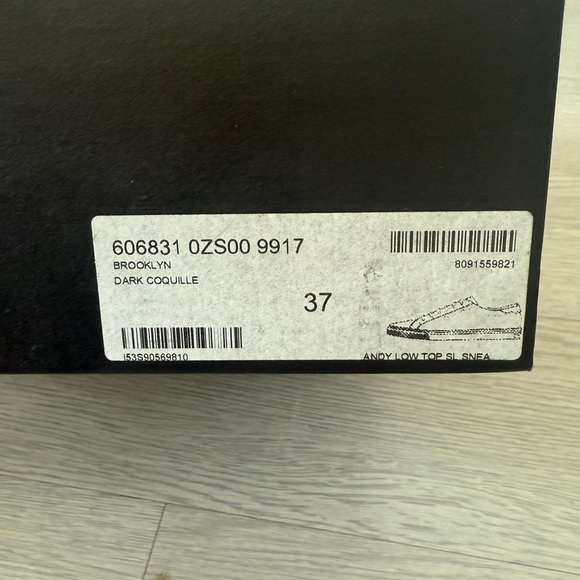 606831 0ZS00 9917
BROOKLYN
DARK COQUILLE
8091559821
37
I53S90569810
ANDY LOW TOP SL SNEA